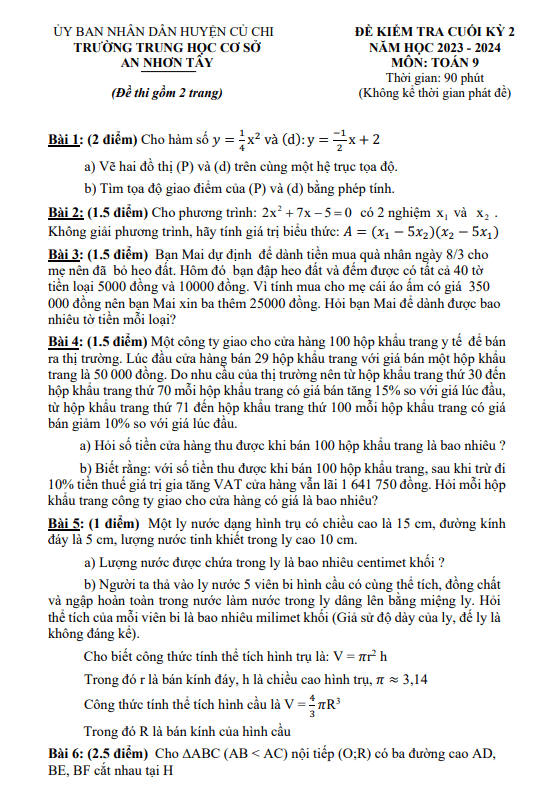 ỦY BAN NHÂN DÂN HUYỆN CỦ CHI
TRƯỜNG TRUNG HỌC CƠ SỞ
AN NHƠN TÂY
(Đề thi gồm 2 trang)
ĐỀ KIỂM TRA CUỐI KỲ 2
NĂM HỌC 2023 - 2024
MÔN: TOÁN 9
Thời gian: 90 phút
(Không kể thời gian phát đề)
Bài 1: (2 điểm) Cho hàm số y = 1/4 x² và (d): y = -1/2 x + 2
a) Vẽ hai đồ thị (P) và (d) trên cùng một hệ trục tọa độ.
b) Tìm tọa độ giao điểm của (P) và (d) bằng phép tính.
Bài 2: (1.5 điểm) Cho phương trình: 2x² + 7x – 5 = 0 có 2 nghiệm x₁ và x₂ .
Không giải phương trình, hãy tính giá trị biểu thức: A = (x₁ − 5x₂)(x₂ − 5x₁)
Bài 3: (1.5 điểm) Bạn Mai dự định để dành tiền mua quà nhân ngày 8/3 cho
mẹ nên đã bỏ heo đất. Hôm đó bạn đập heo đất và đếm được có tất cả 40 tờ
tiền loại 5000 đồng và 10000 đồng. Vì tính mua cho mẹ cái áo ấm có giá 350
000 đồng nên bạn Mai xin ba thêm 25000 đồng. Hỏi bạn Mai để dành được bao
nhiêu tờ tiền mỗi loại?
Bài 4: (1.5 điểm) Một công ty giao cho cửa hàng 100 hộp khẩu trang y tế để bán
ra thị trường. Lúc đầu cửa hàng bán 29 hộp khẩu trang với giá bán một hộp khẩu
trang là 50 000 đồng. Do nhu cầu của thị trường nên từ hộp khẩu trang thứ 30 đến
hộp khẩu trang thứ 70 mỗi hộp khẩu trang có giá bán tăng 15% so với giá lúc đầu,
từ hộp khẩu trang thứ 71 đến hộp khẩu trang thứ 100 mỗi hộp khẩu trang có giá
bán giảm 10% so với giá lúc đầu.
a) Hỏi số tiền cửa hàng thu được khi bán 100 hộp khẩu trang là bao nhiêu ?
b) Biết rằng: với số tiền thu được khi bán 100 hộp khẩu trang, sau khi trừ đi
10% tiền thuế giá trị gia tăng VAT cửa hàng vẫn lãi 1 641 750 đồng. Hỏi mỗi hộp
khẩu trang công ty giao cho cửa hàng có giá là bao nhiêu?
Bài 5: (1 điểm) Một ly nước dạng hình trụ có chiều cao là 15 cm, đường kính
đáy là 5 cm, lượng nước tinh khiết trong ly cao 10 cm.
a) Lượng nước được chứa trong ly là bao nhiêu centimet khối ?
b) Người ta thả vào ly nước 5 viên bi hình cầu có cùng thể tích, đồng chất
và ngập hoàn toàn trong nước làm nước trong ly dâng lên bằng miệng ly. Hỏi
thể tích của mỗi viên bi là bao nhiêu milimet khối (Giả sử độ dày của ly, đế ly là
không đáng kể).
Cho biết công thức tính thể tích hình trụ là: V = πr² h
Trong đó r là bán kính đáy, h là chiều cao hình trụ, π ≈ 3,14
Công thức tính thể tích hình cầu là V = 4/3 πR³
Trong đó R là bán kính của hình cầu
Bài 6: (2.5 điểm) Cho ΔABC (AB < AC) nội tiếp (O;R) có ba đường cao AD,
BE, BF cắt nhau tại H